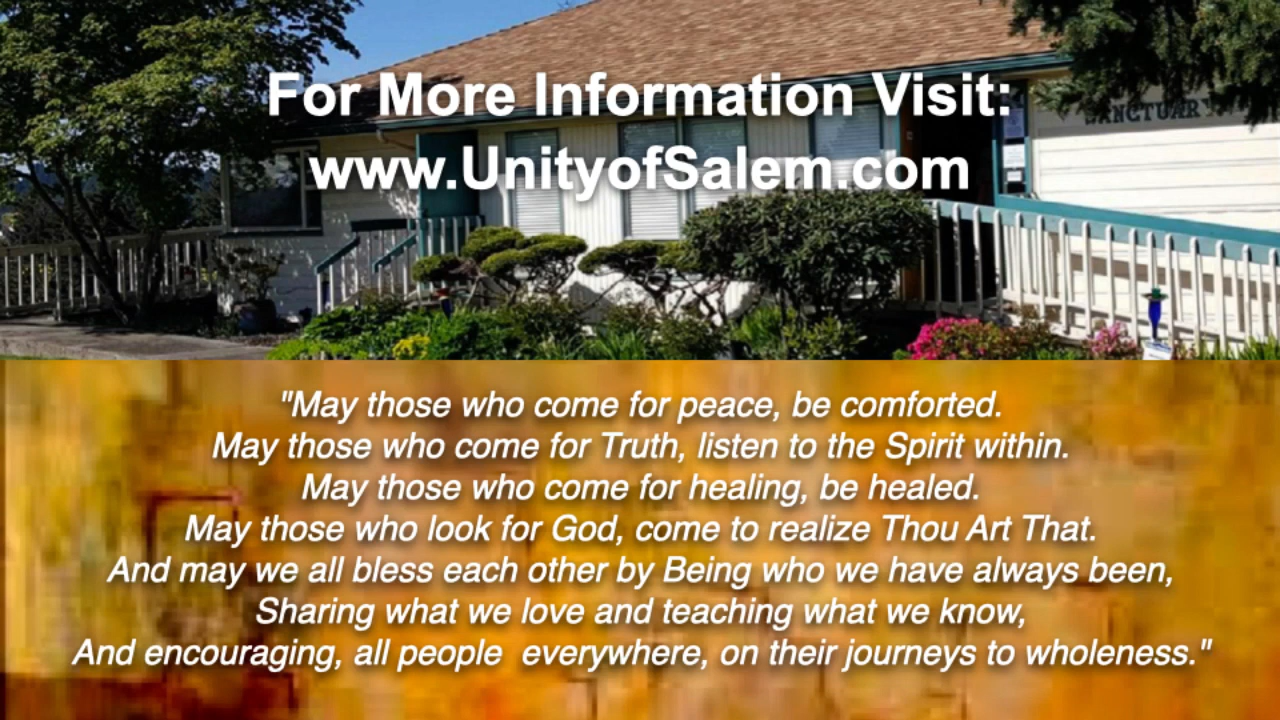 For More Information Visit:
www.UnityofSalem.com
SANCTUARY
"May those who come for peace, be comforted.
May those who come for Truth, listen to the Spirit within.
May those who come for healing, be healed.
May those who look for God, come to realize Thou Art That.
And may we all bless each other by Being who we have always been,
Sharing what we love and teaching what we know,
And encouraging, all people  everywhere, on their journeys to wholeness."